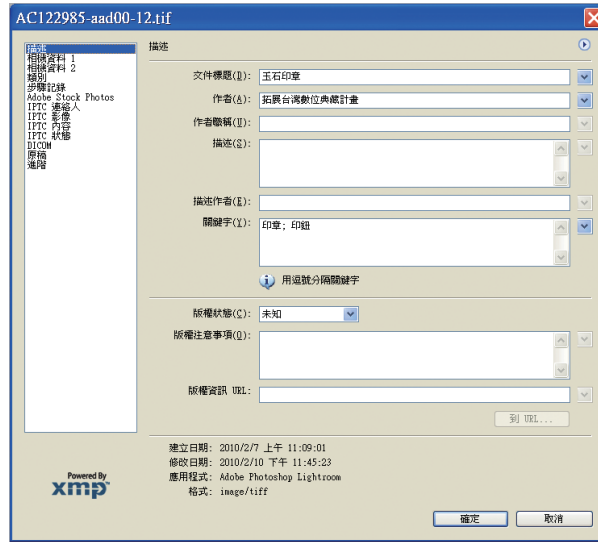 AC122985-aad00-12.tif
描述
相機資料 1
相機資料 2
類別
步驟記錄
Adobe Stock Photos
IPTC 連絡人
IPTC 影像
IPTC 內容
IPTC 狀態
DICOM
原稿
進階
描述
文件標題(D): 玉石印章
作者(A): 拓展台灣數位典藏計畫
作者職稱(U):
描述(S):
描述作者(E):
關鍵字(Y): 印章; 印鈕
用逗號分隔關鍵字
版權狀態(C): 未知
版權注意事項(O):
版權資訊 URL:
到 URL...
建立日期: 2010/2/7 上午 11:09:01
修改日期: 2010/2/10 下午 11:45:23
應用程式: Adobe Photoshop Lightroom
格式: image/tiff
Powered By
xmp
確定
取消